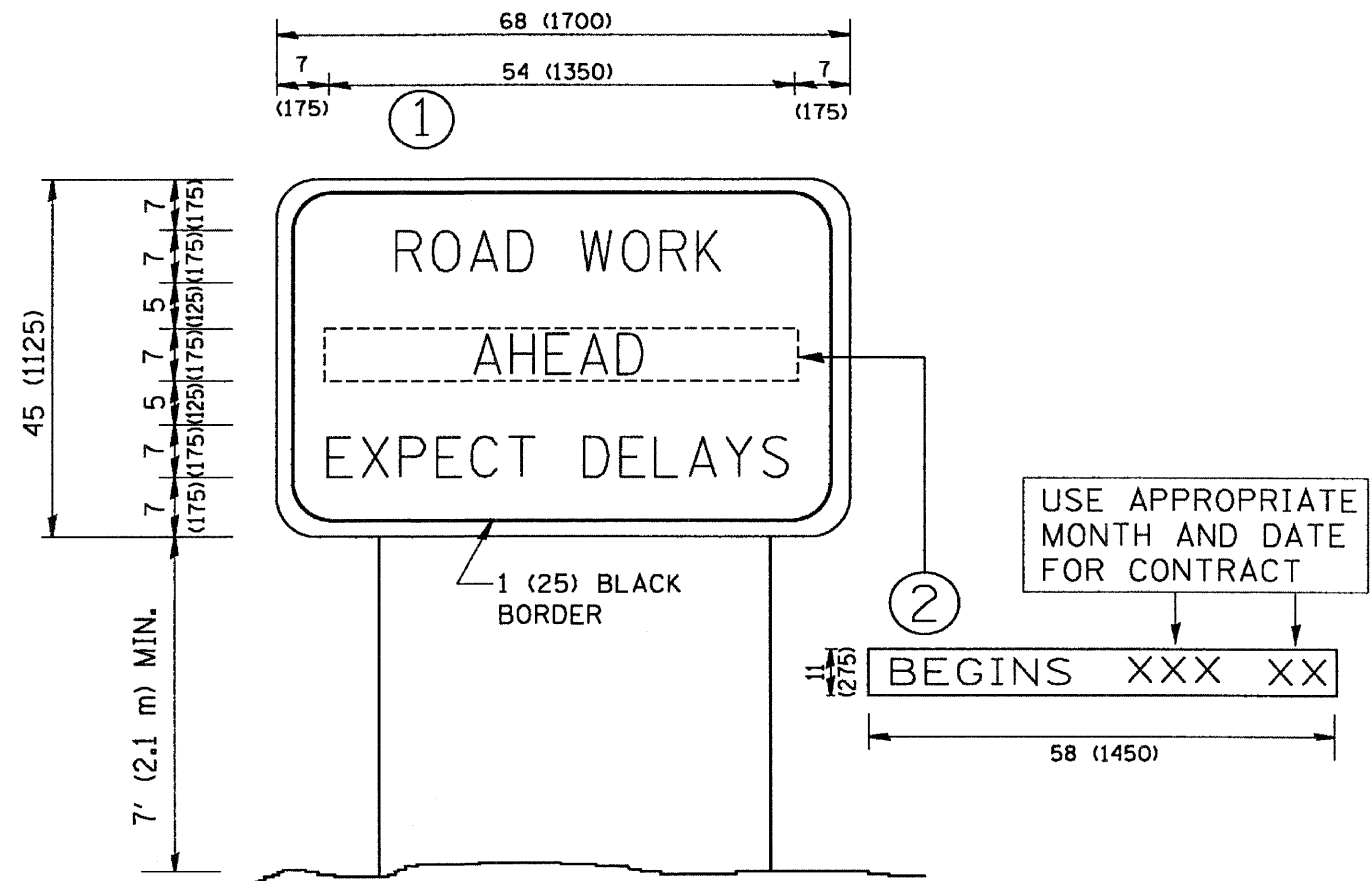 68 (1700)
7 54 (1350) 7
(175) (175)
1
45 (1125)
7 (175)
7 (175)
5 (125)
7 (175)
5 (125)
7 (175)
7 (175)
ROAD WORK
AHEAD
EXPECT DELAYS
1 (25) BLACK
BORDER
7' (2.1 m) MIN.
USE APPROPRIATE
MONTH AND DATE
FOR CONTRACT
2
11
(275)
BEGINS XXX XX
58 (1450)